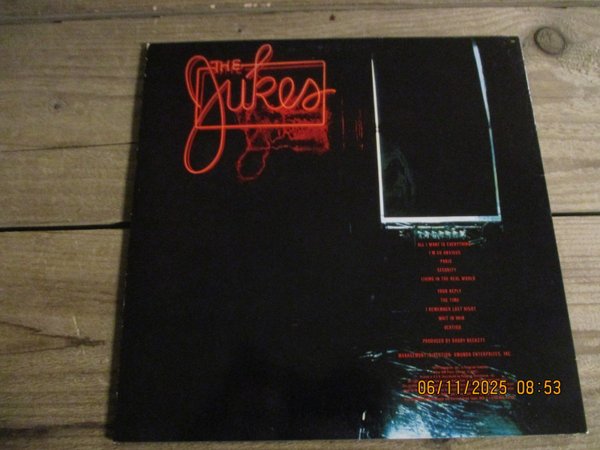 THE
Jukes
ALL I WANT IS EVERYTHING
I'M SO ANXIOUS
PARIS
SECURITY
LIVING IN THE REAL WORLD
YOUR REPLY
THE TIME
I REMEMBER LAST NIGHT
WAIT IN VAIN
VERTIGO
PRODUCED BY BARRY BECKETT
MANAGEMENT/DIRECTION: KWANDO ENTERPRISES, INC.
06/11/2025 08:53